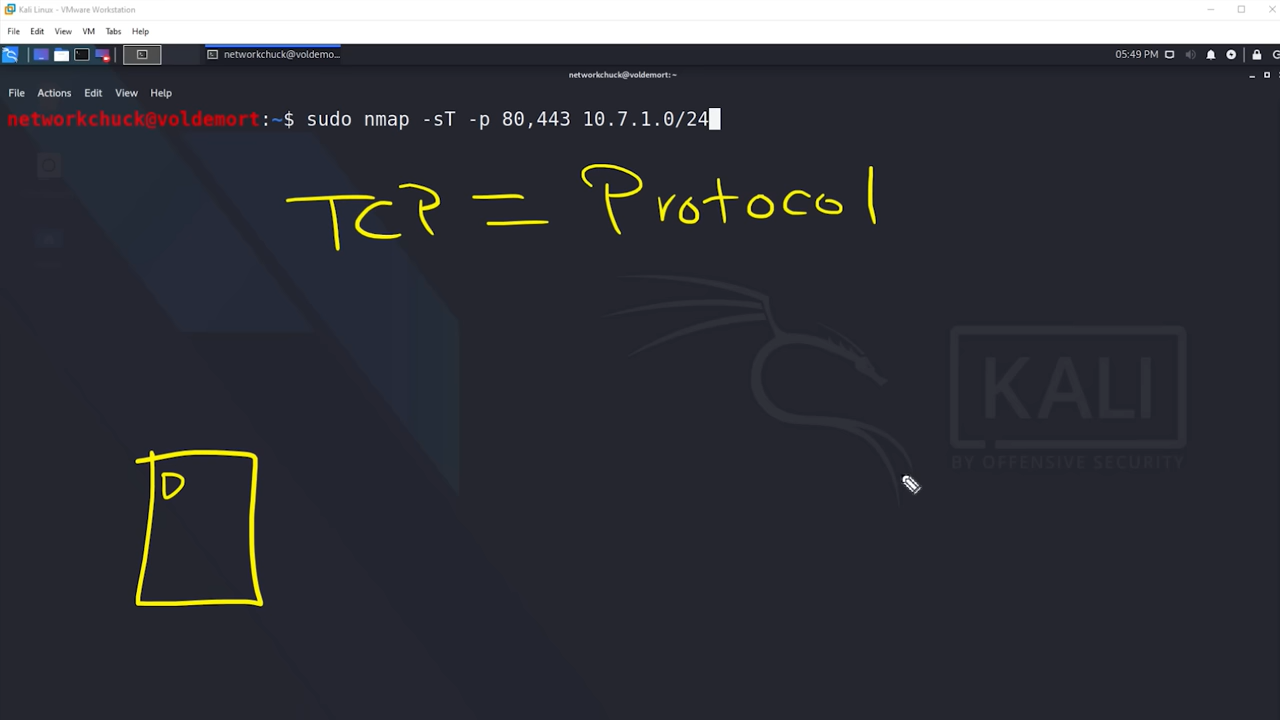 Kali Linux - VMware Workstation
File Edit View VM Tabs Help
networkchuck@voldemo... 05:49 PM
networkchuck@voldemort:~
File Actions Edit View Help
networkchuck@voldemort:~$ sudo nmap -sT -p 80,443 10.7.1.0/24
TCP = Protocol
KALI
BY OFFENSIVE SECURITY
D